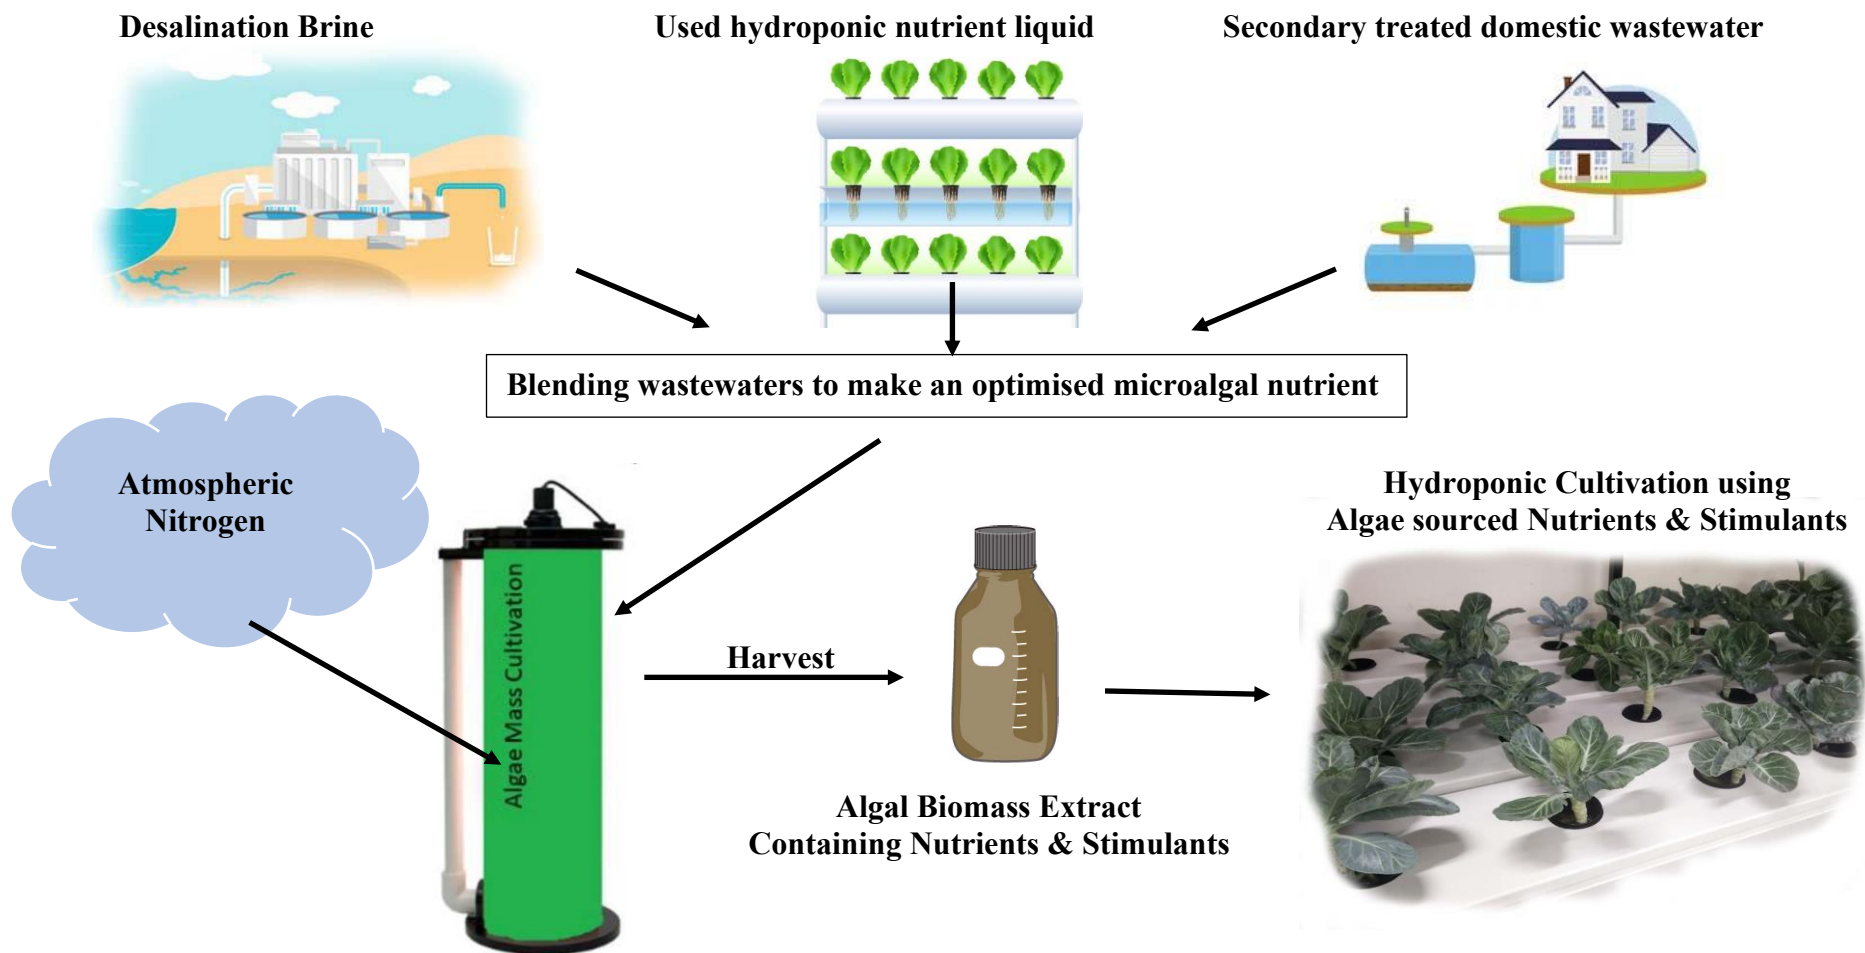 Desalination Brine
Used hydroponic nutrient liquid
Secondary treated domestic wastewater
Blending wastewaters to make an optimised microalgal nutrient
Atmospheric
Nitrogen
Algae Mass Cultivation
Harvest
Algal Biomass Extract
Containing Nutrients & Stimulants
Hydroponic Cultivation using
Algae sourced Nutrients & Stimulants